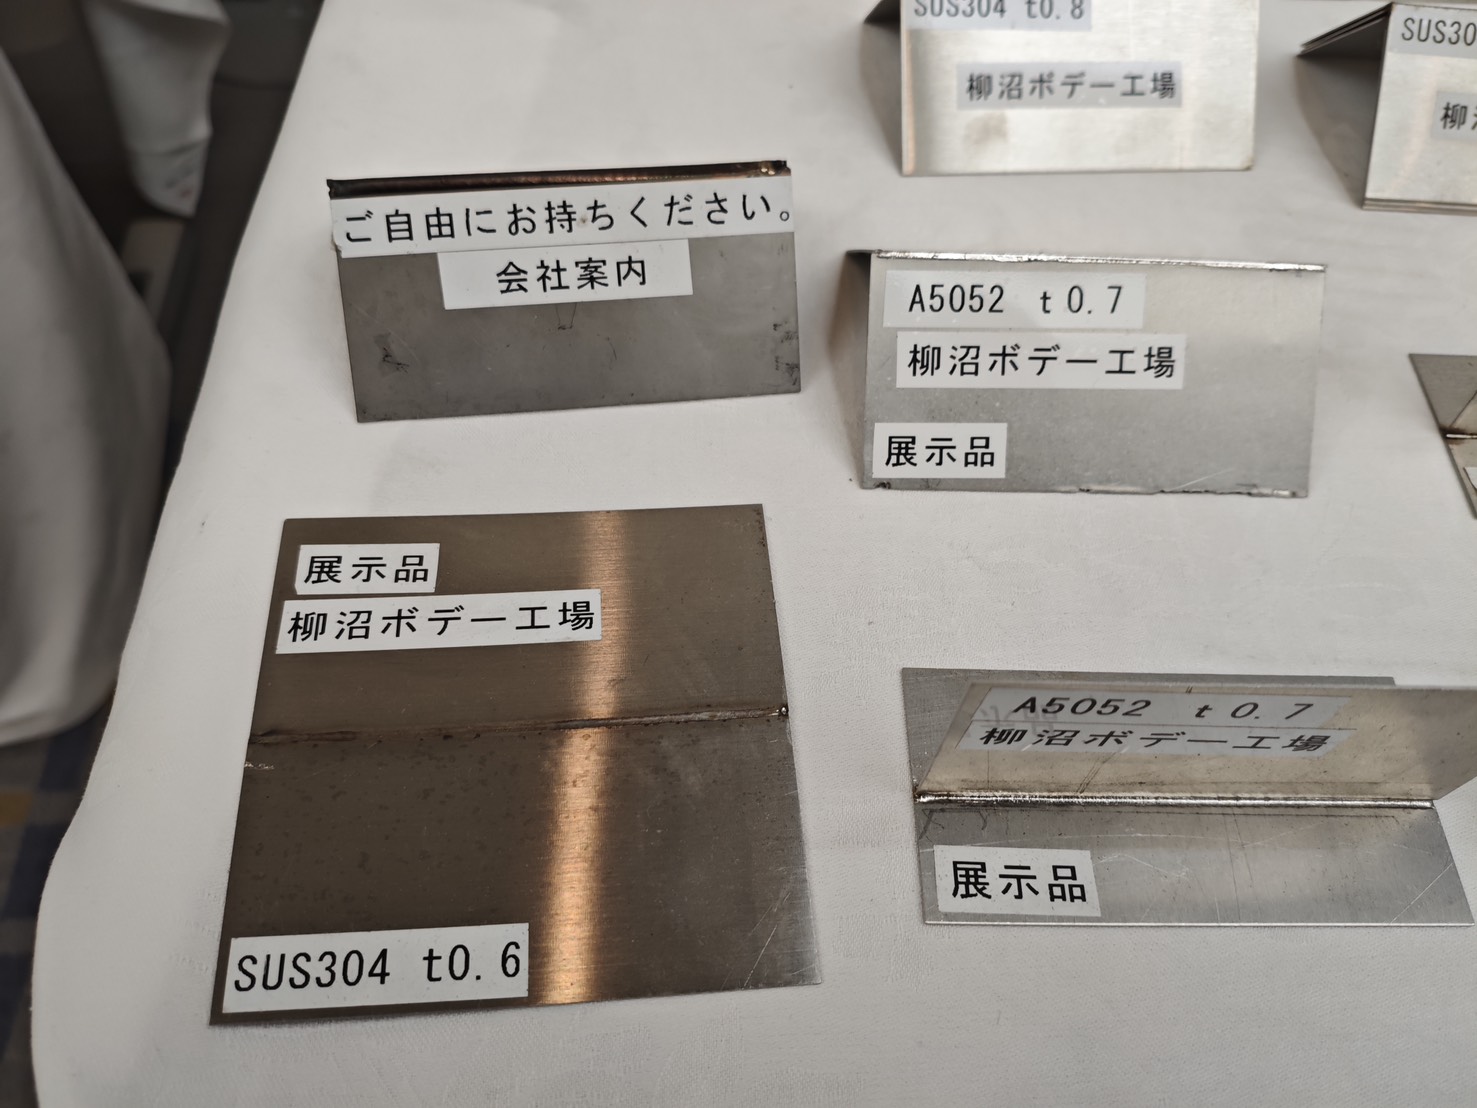 SUS304 t0.8
柳沼ボデー工場
SUS30
柳
ご自由にお持ちください。
会社案内
A5052 t0.7
柳沼ボデー工場
展示品
展示品
柳沼ボデー工場
SUS304 t0.6
A5052 t0.7
柳沼ボデー工場
展示品